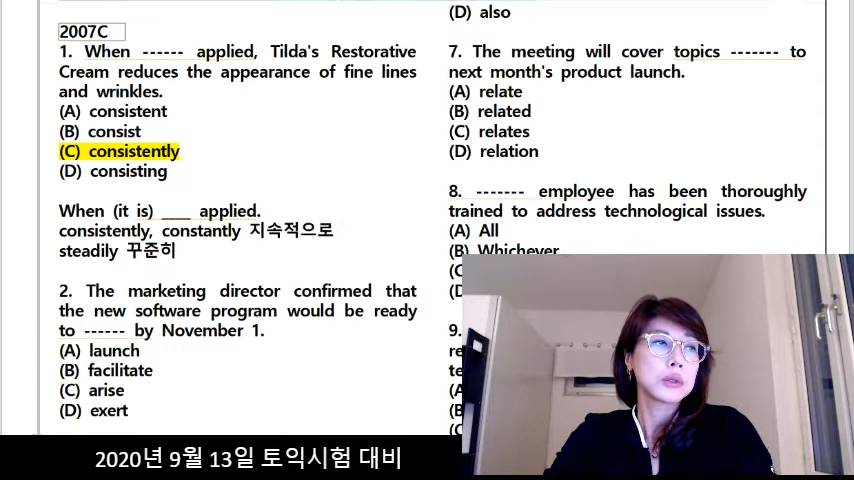 2007C
1. When ------ applied, Tilda's Restorative
Cream reduces the appearance of fine lines
and wrinkles.
(A) consistent
(B) consist
(C) consistently
(D) consisting
When (it is) ____ applied.
consistently, constantly 지속적으로
steadily 꾸준히
2. The marketing director confirmed that
the new software program would be ready
to ------ by November 1.
(A) launch
(B) facilitate
(C) arise
(D) exert
(D) also
7. The meeting will cover topics ------- to
next month's product launch.
(A) relate
(B) related
(C) relates
(D) relation
8. ------- employee has been thoroughly
trained to address technological issues.
(A) All
(B) Whichever
9.
2020년 9월 13일 토익시험 대비